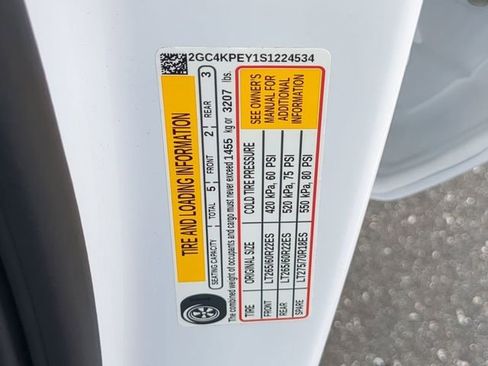 2GC4KPEY1S1224534
TIRE AND LOADING INFORMATION
SEATING CAPACITY TOTAL 5 FRONT 2 REAR 3
The combined weight of occupants and cargo must never exceed 1455 kg or 3207 lbs.
TIRE ORIGINAL SIZE COLD TIRE PRESSURE
FRONT LT265/60R22ES 420 kPa, 60 PSI
REAR LT265/60R22ES 520 kPa, 75 PSI
SPARE LT275/70R18ES 550 kPa, 80 PSI
SEE OWNER'S
MANUAL FOR
ADDITIONAL
INFORMATION